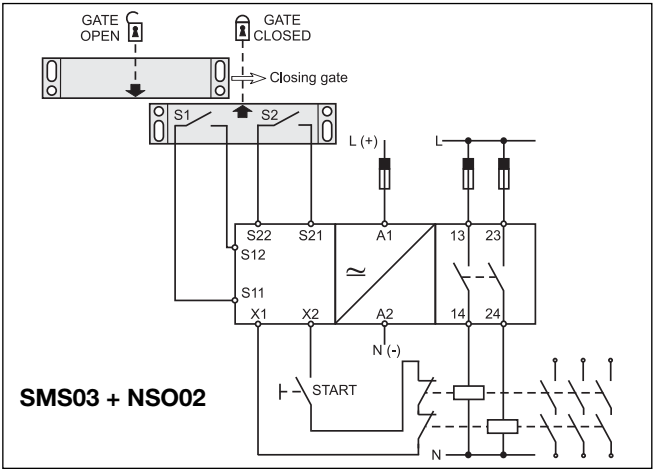 GATE
OPEN
GATE
CLOSED
Closing gate
S1
S2
L (+)
L
S22
S21
A1
13
23
S12
≃
S11
X1
X2
A2
14
24
N (-)
START
SMS03 + NSO02
N